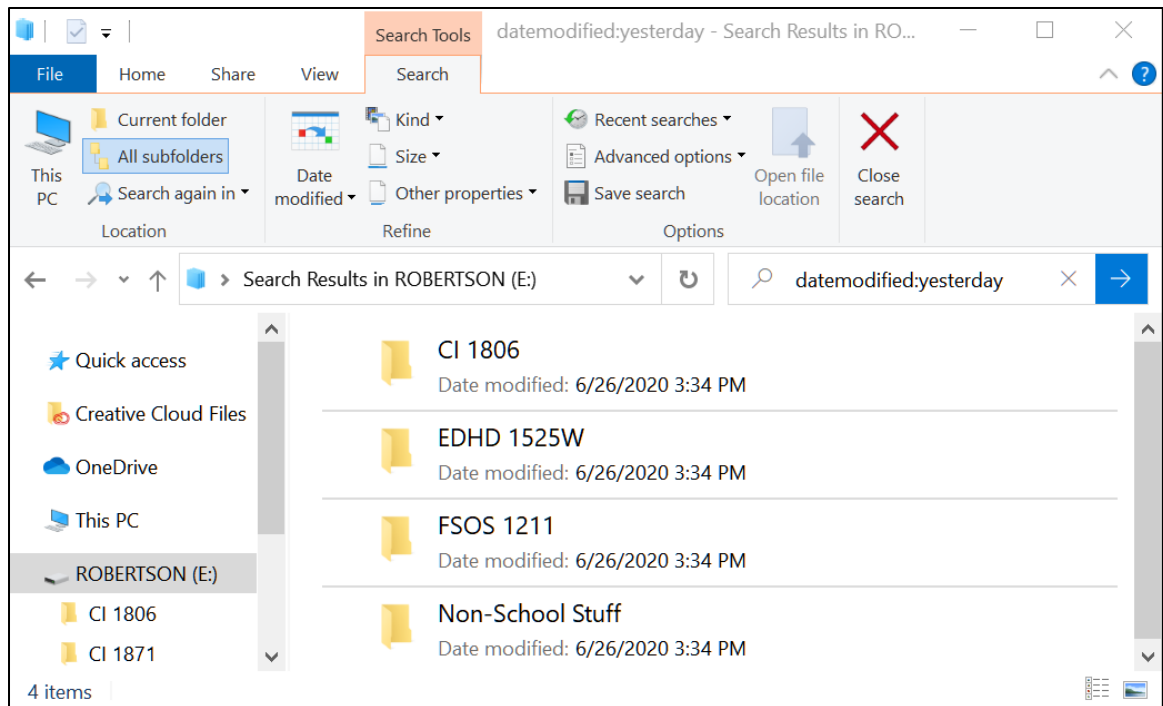 Search Tools
datemodified:yesterday - Search Results in RO...
File
Home
Share
View
Search
?
This PC
Current folder
All subfolders
Search again in
Location
Date modified
Kind
Size
Other properties
Refine
Recent searches
Advanced options
Save search
Open file location
Options
Close search
Search Results in ROBERTSON (E:)
datemodified:yesterday
Quick access
Creative Cloud Files
OneDrive
This PC
ROBERTSON (E:)
CI 1806
CI 1871
CI 1806
Date modified: 6/26/2020 3:34 PM
EDHD 1525W
Date modified: 6/26/2020 3:34 PM
FSOS 1211
Date modified: 6/26/2020 3:34 PM
Non-School Stuff
Date modified: 6/26/2020 3:34 PM
4 items